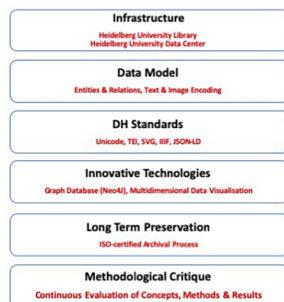 Infrastructure
Heidelberg University Library
Heidelberg University Data Center
Data Model
Entities & Relations, Text & Image Encoding
DH Standards
Unicode, TEI, SVG, IIIF, JSON-LD
Innovative Technologies
Graph Database (Neo4J), Multidimensional Data Visualisation
Long Term Preservation
ISO-certified Archival Process
Methodological Critique
Continuous Evaluation of Concepts, Methods & Results